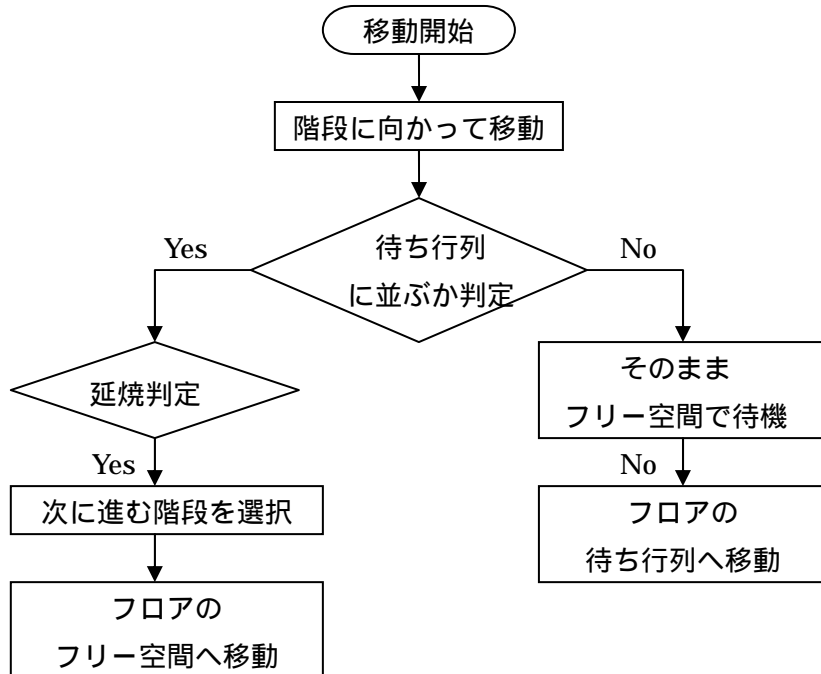 移動開始
階段に向かって移動
待ち行列
に並ぶか判定
Yes
No
延焼判定
そのまま
フリー空間で待機
Yes
No
次に進む階段を選択
フロアの
待ち行列へ移動
フロアの
フリー空間へ移動